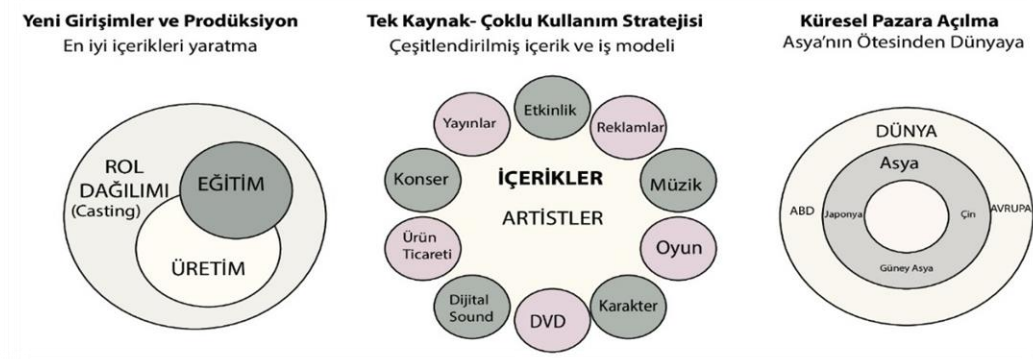 Yeni Girişimler ve Prodüksiyon
En iyi içerikleri yaratma
ROL
DAĞILIMI
(Casting)
EĞİTİM
ÜRETİM
Tek Kaynak- Çoklu Kullanım Stratejisi
Çeşitlendirilmiş içerik ve iş modeli
Etkinlik
Yayınlar
Reklamlar
Konser
İÇERİKLER
Müzik
ARTİSTLER
Ürün
Ticareti
Oyun
Dijital
Sound
DVD
Karakter
Küresel Pazara Açılma
Asya’nın Ötesinden Dünyaya
DÜNYA
Asya
ABD
Japonya
Çin
AVRUPA
Güney Asya